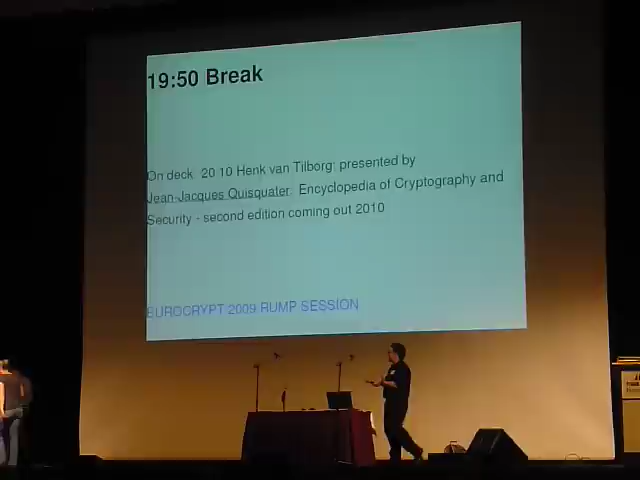 19:50 Break
On deck 20 10 Henk van Tilborg: presented by
Jean-Jacques Quisquater: Encyclopedia of Cryptography and
Security - second edition coming out 2010
EUROCRYPT 2009 RUMP SESSION